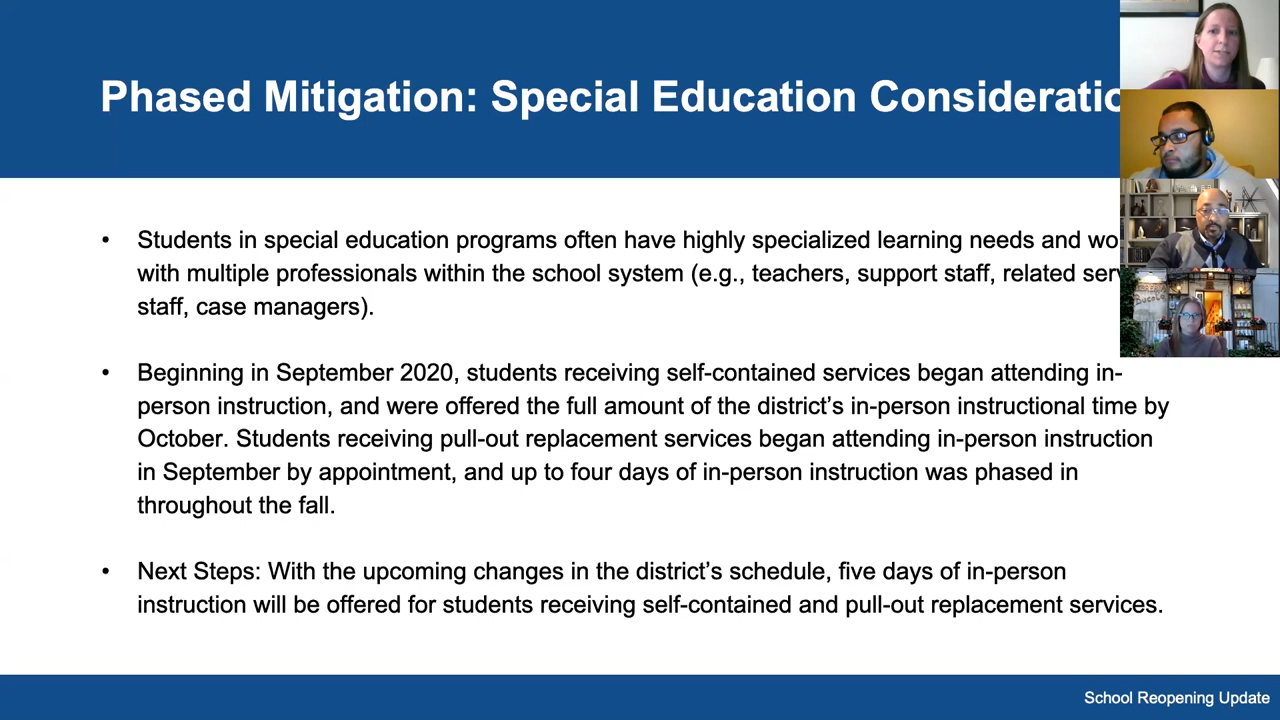 Phased Mitigation: Special Education Consideratio
• Students in special education programs often have highly specialized learning needs and wo
with multiple professionals within the school system (e.g., teachers, support staff, related ser
staff, case managers).
• Beginning in September 2020, students receiving self-contained services began attending in-
person instruction, and were offered the full amount of the district’s in-person instructional time by
October. Students receiving pull-out replacement services began attending in-person instruction
in September by appointment, and up to four days of in-person instruction was phased in
throughout the fall.
• Next Steps: With the upcoming changes in the district’s schedule, five days of in-person
instruction will be offered for students receiving self-contained and pull-out replacement services.
School Reopening Update